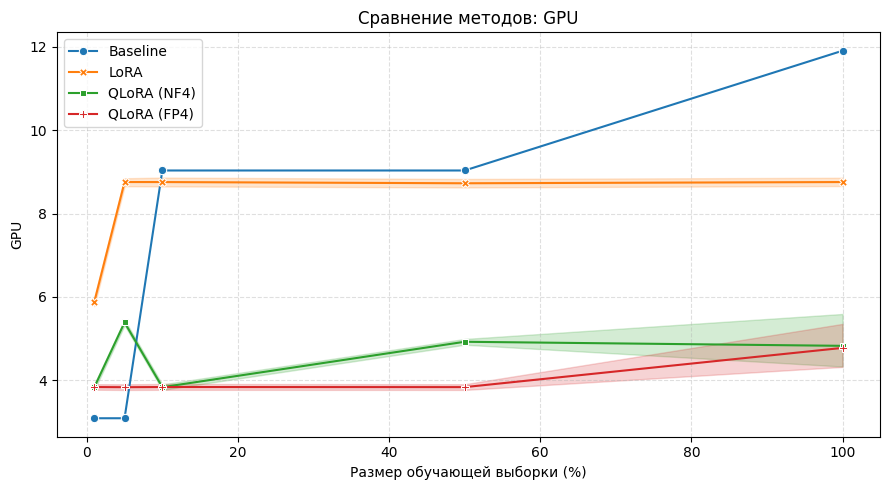 Сравнение методов: GPU
Baseline
LoRA
QLoRA (NF4)
QLoRA (FP4)
12
10
8
6
4
GPU
0 20 40 60 80 100
Размер обучающей выборки (%)